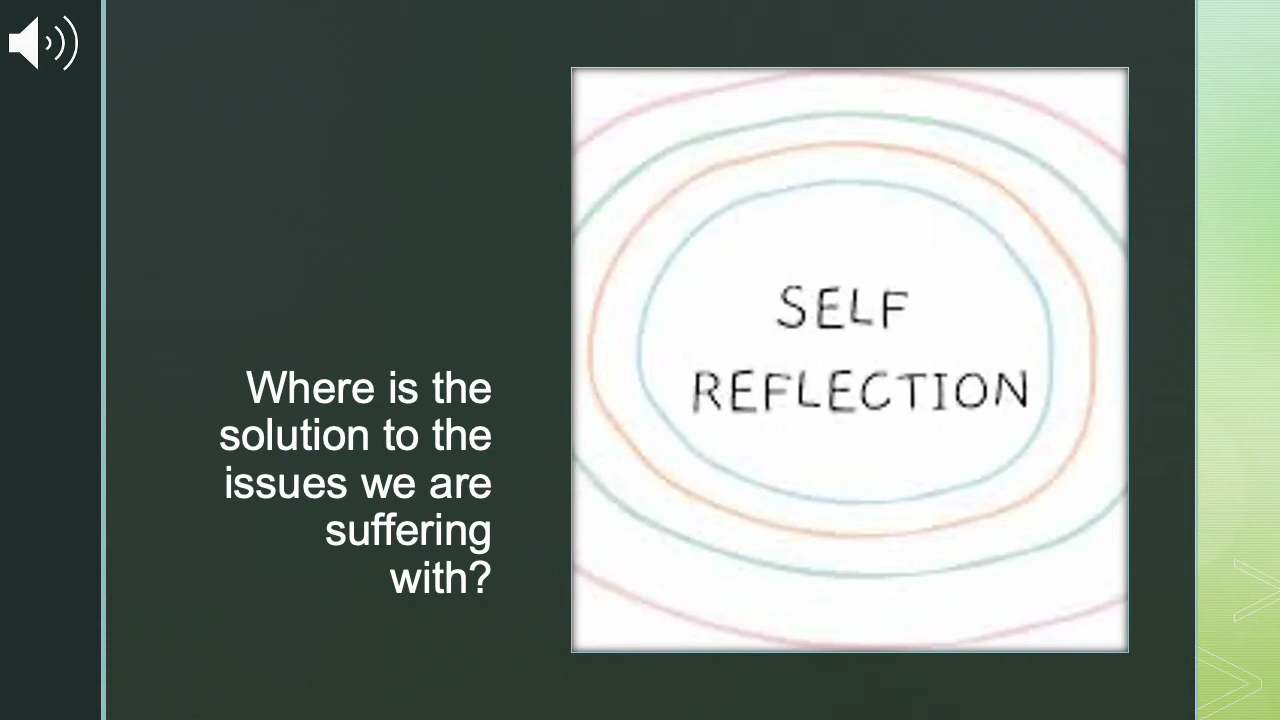 Where is the
solution to the
issues we are
suffering
with?
SELF
REFLECTION